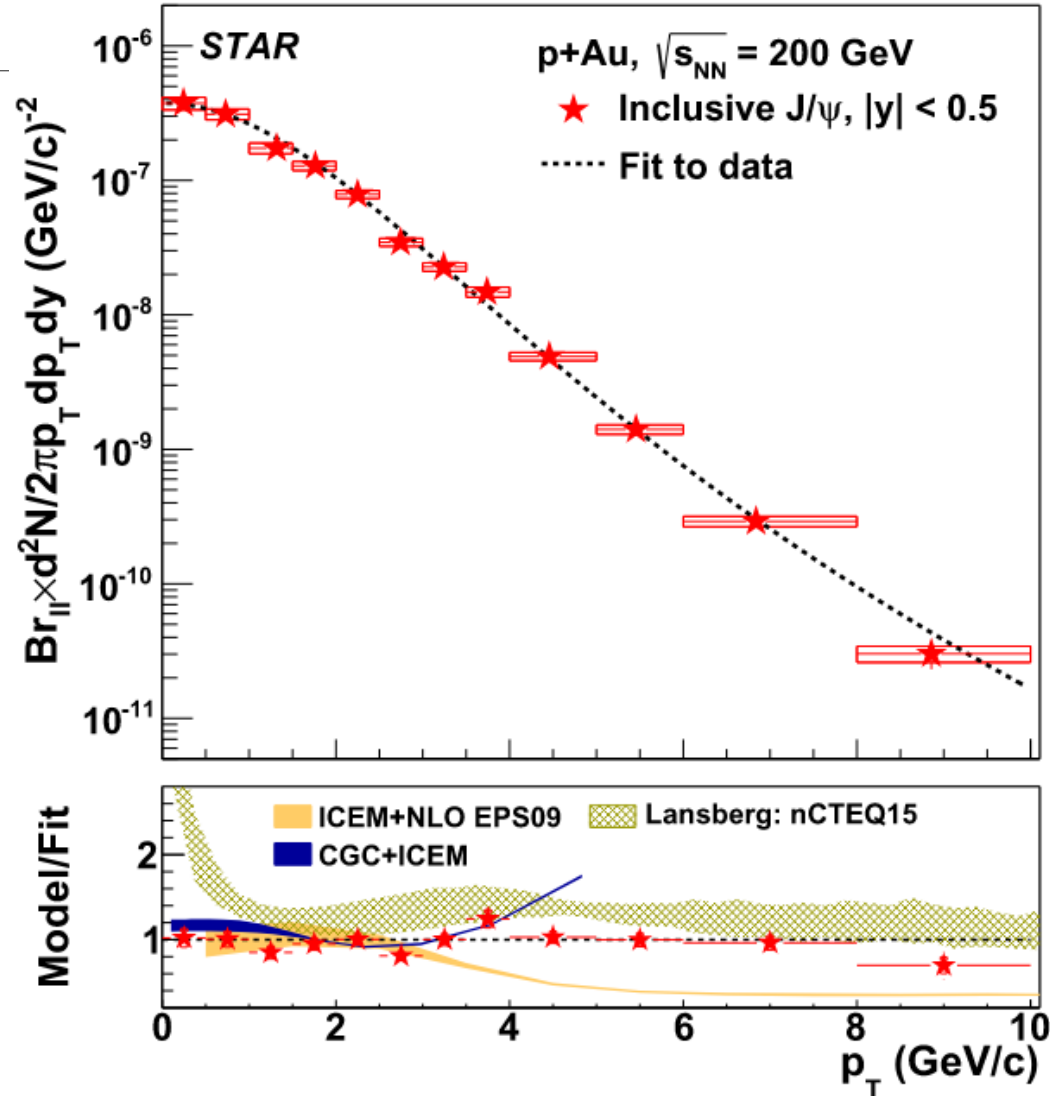 STAR
p+Au, √s_NN = 200 GeV
Inclusive J/ψ, |y| < 0.5
Fit to data
Br_ll×d²N/2πp_T dp_T dy (GeV/c)⁻²
10⁻⁶
10⁻⁷
10⁻⁸
10⁻⁹
10⁻¹⁰
10⁻¹¹
ICEM+NLO EPS09
Lansberg: nCTEQ15
CGC+ICEM
Model/Fit
2
1
0 2 4 6 8 10
p_T (GeV/c)